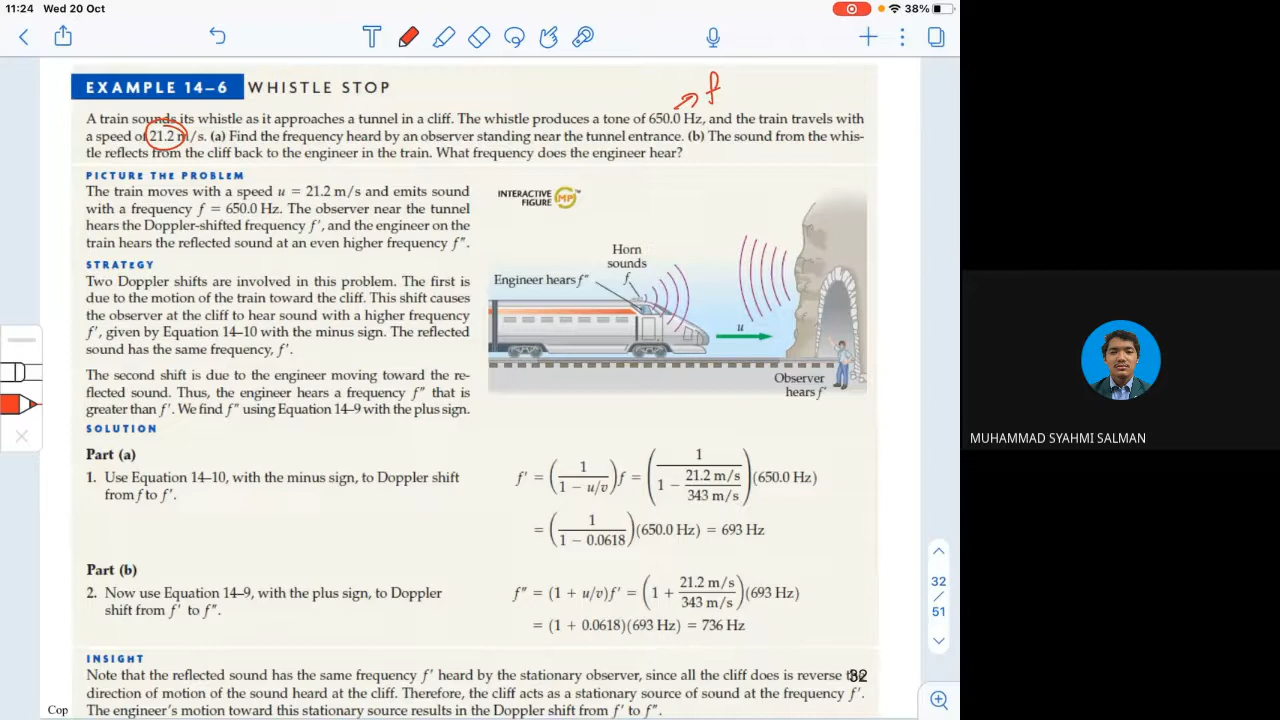 11:24 Wed 20 Oct
38%
EXAMPLE 14–6 WHISTLE STOP
f
A train sounds its whistle as it approaches a tunnel in a cliff. The whistle produces a tone of 650.0 Hz, and the train travels with
a speed of 21.2 m/s. (a) Find the frequency heard by an observer standing near the tunnel entrance. (b) The sound from the whis-
tle reflects from the cliff back to the engineer in the train. What frequency does the engineer hear?
PICTURE THE PROBLEM
The train moves with a speed u = 21.2 m/s and emits sound
with a frequency f = 650.0 Hz. The observer near the tunnel
hears the Doppler-shifted frequency f′, and the engineer on the
train hears the reflected sound at an even higher frequency f″.
STRATEGY
Two Doppler shifts are involved in this problem. The first is
due to the motion of the train toward the cliff. This shift causes
the observer at the cliff to hear sound with a higher frequency
f′, given by Equation 14–10 with the minus sign. The reflected
sound has the same frequency, f′.
The second shift is due to the engineer moving toward the re-
flected sound. Thus, the engineer hears a frequency f″ that is
greater than f′. We find f″ using Equation 14–9 with the plus sign.
INTERACTIVE
FIGURE
MP
™
Horn
sounds
f
Engineer hears f″
u
Observer
hears f′
SOLUTION
Part (a)
1. Use Equation 14–10, with the minus sign, to Doppler shift
from f to f′.
f′ = (1 / (1 − u/v)) f = (1 / (1 − 21.2 m/s / 343 m/s)) (650.0 Hz)
= (1 / (1 − 0.0618)) (650.0 Hz) = 693 Hz
Part (b)
2. Now use Equation 14–9, with the plus sign, to Doppler
shift from f′ to f″.
f″ = (1 + u/v)f′ = (1 + 21.2 m/s / 343 m/s) (693 Hz)
= (1 + 0.0618)(693 Hz) = 736 Hz
INSIGHT
Note that the reflected sound has the same frequency f′ heard by the stationary observer, since all the cliff does is reverse the
direction of motion of the sound heard at the cliff. Therefore, the cliff acts as a stationary source of sound at the frequency f′.
The engineer's motion toward this stationary source results in the Doppler shift from f′ to f″.
32
Cop
32
/
51
MUHAMMAD SYAHMI SALMAN